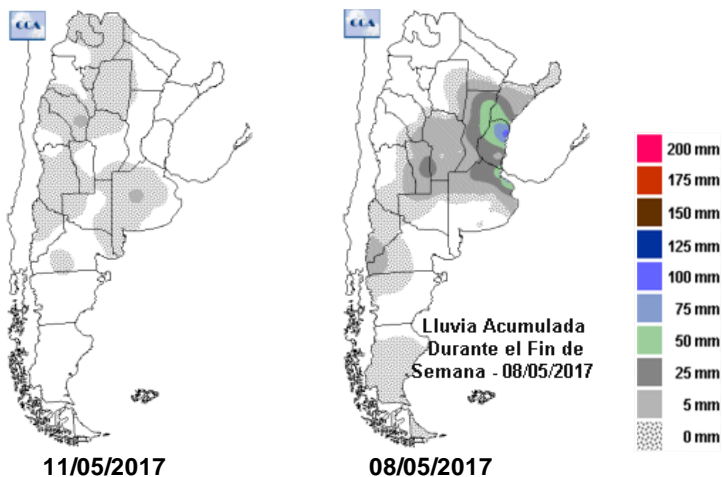 CCA
CCA
200 mm
175 mm
150 mm
125 mm
100 mm
75 mm
50 mm
25 mm
5 mm
0 mm
Lluvia Acumulada
Durante el Fin de
Semana - 08/05/2017
11/05/2017
08/05/2017